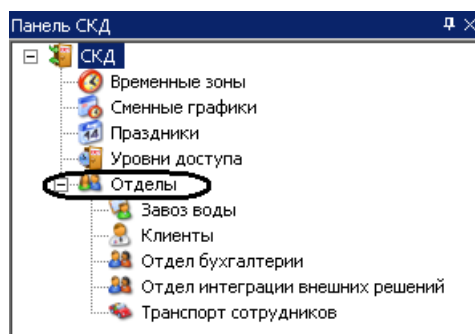 Панель СКД
СКД
Временные зоны
Сменные графики
Праздники
Уровни доступа
Отделы
Завоз воды
Клиенты
Отдел бухгалтерии
Отдел интеграции внешних решений
Транспорт сотрудников